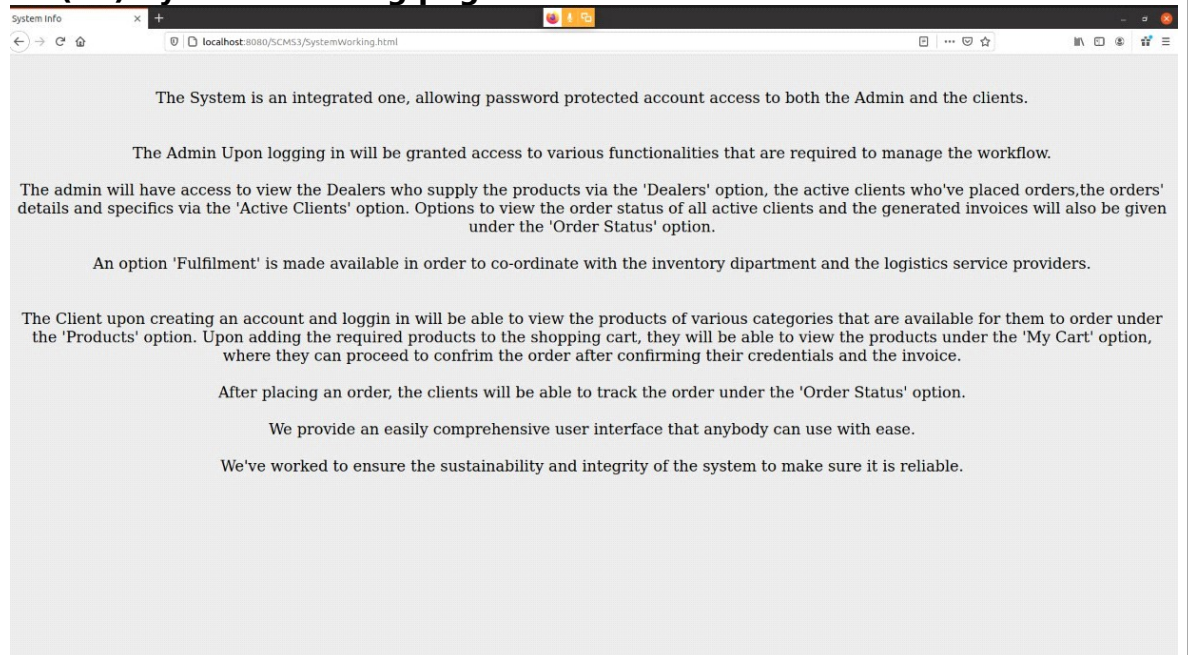 System Info
localhost:8080/SCMS3/SystemWorking.html
The System is an integrated one, allowing password protected account access to both the Admin and the clients.
The Admin Upon logging in will be granted access to various functionalities that are required to manage the workflow.
The admin will have access to view the Dealers who supply the products via the 'Dealers' option, the active clients who've placed orders,the orders'
details and specifics via the 'Active Clients' option. Options to view the order status of all active clients and the generated invoices will also be given
under the 'Order Status' option.
An option 'Fulfilment' is made available in order to co-ordinate with the inventory dipartment and the logistics service providers.
The Client upon creating an account and loggin in will be able to view the products of various categories that are available for them to order under
the 'Products' option. Upon adding the required products to the shopping cart, they will be able to view the products under the 'My Cart' option,
where they can proceed to confrim the order after confirming their credentials and the invoice.
After placing an order, the clients will be able to track the order under the 'Order Status' option.
We provide an easily comprehensive user interface that anybody can use with ease.
We've worked to ensure the sustainability and integrity of the system to make sure it is reliable.